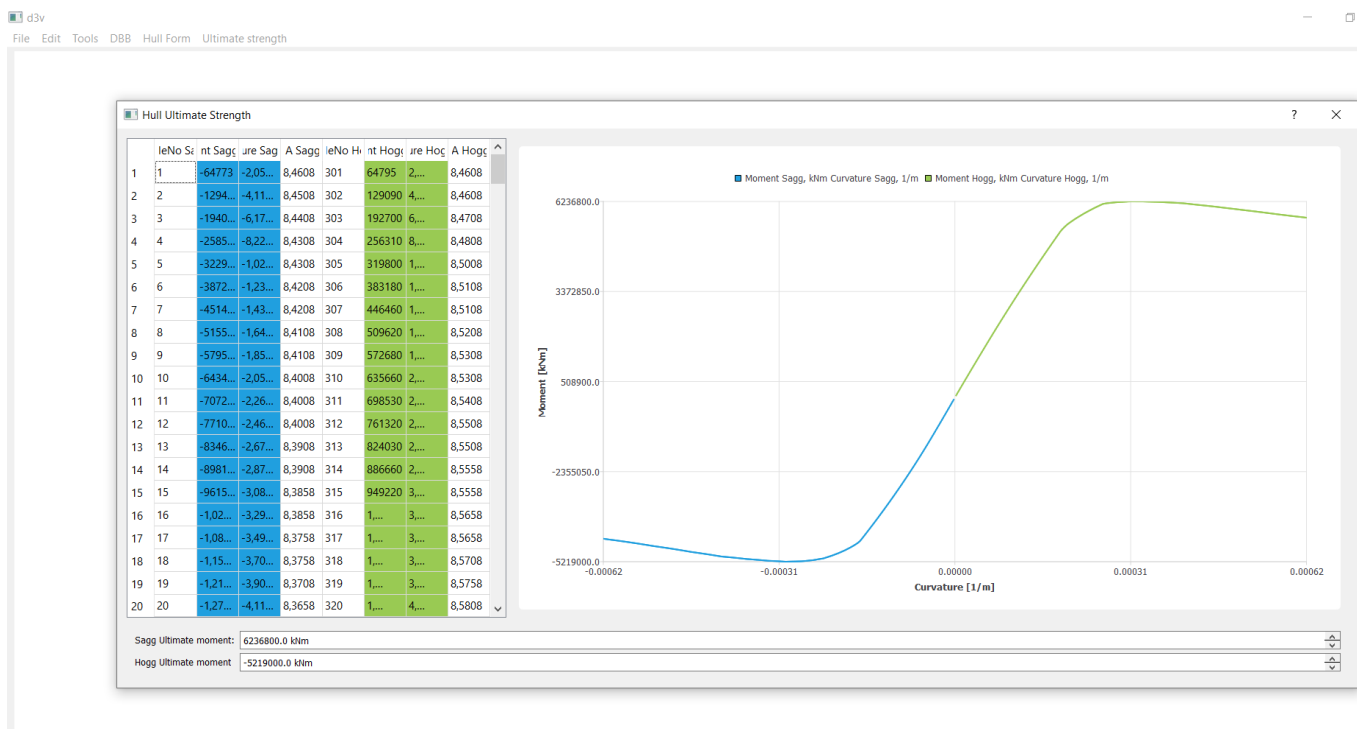 d3v
File Edit Tools DBB Hull Form Ultimate strength
Hull Ultimate Strength ?
leNo Sa nt Sagg ure Sag A Sagg leNo H nt Hogg ure Hog A Hogg
1 1 -64773 -2,05... 8,4608 301 64795 2,... 8,4608
2 2 -1294... -4,11... 8,4508 302 129090 4,... 8,4608
3 3 -1940... -6,17... 8,4408 303 192700 6,... 8,4708
4 4 -2585... -8,22... 8,4308 304 256310 8,... 8,4808
5 5 -3229... -1,02... 8,4308 305 319800 1,... 8,5008
6 6 -3872... -1,23... 8,4208 306 383180 1,... 8,5108
7 7 -4514... -1,43... 8,4208 307 446460 1,... 8,5108
8 8 -5155... -1,64... 8,4108 308 509620 1,... 8,5208
9 9 -5795... -1,85... 8,4108 309 572680 1,... 8,5308
10 10 -6434... -2,05... 8,4008 310 635660 2,... 8,5308
11 11 -7072... -2,26... 8,4008 311 698530 2,... 8,5408
12 12 -7710... -2,46... 8,4008 312 761320 2,... 8,5508
13 13 -8346... -2,67... 8,3908 313 824030 2,... 8,5508
14 14 -8981... -2,87... 8,3908 314 886660 2,... 8,5558
15 15 -9615... -3,08... 8,3858 315 949220 3,... 8,5558
16 16 -1,02... -3,29... 8,3858 316 1,... 3,... 8,5658
17 17 -1,08... -3,49... 8,3758 317 1,... 3,... 8,5658
18 18 -1,15... -3,70... 8,3758 318 1,... 3,... 8,5708
19 19 -1,21... -3,90... 8,3708 319 1,... 3,... 8,5758
20 20 -1,27... -4,11... 8,3658 320 1,... 4,... 8,5808
Moment Sagg, kNm Curvature Sagg, 1/m Moment Hogg, kNm Curvature Hogg, 1/m
6236800.0
3372850.0
508900.0
-2355050.0
-5219000.0
Moment [kNm]
-0.00062 -0.00031 0.00000 0.00031 0.00062
Curvature [1/m]
Sagg Ultimate moment: 6236800.0 kNm
Hogg Ultimate moment -5219000.0 kNm